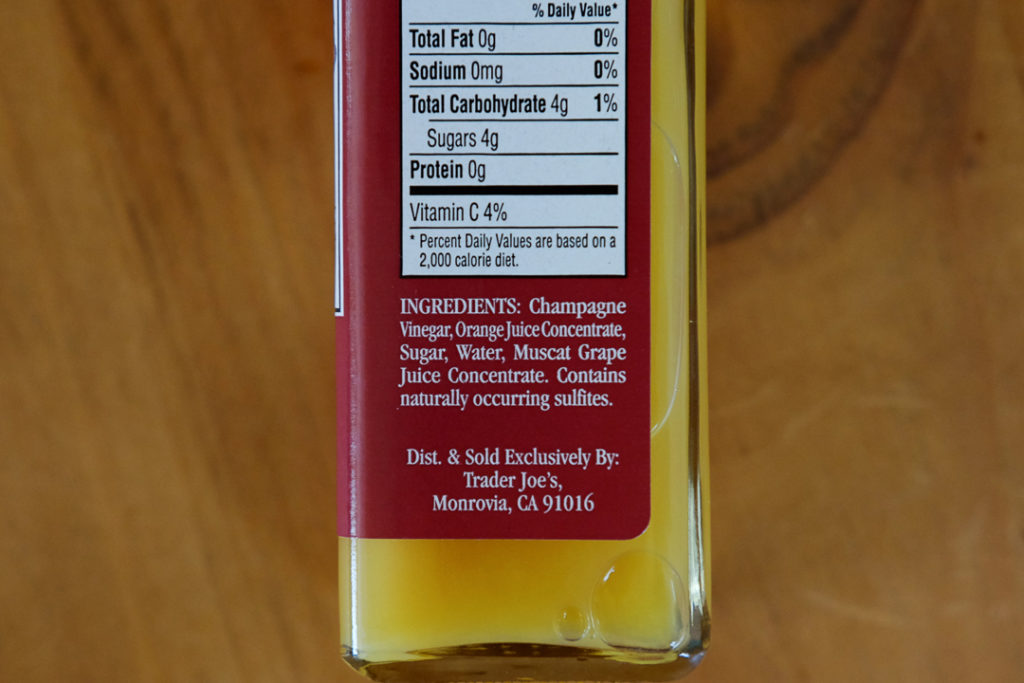 % Daily Value*
Total Fat 0g 0%
Sodium 0mg 0%
Total Carbohydrate 4g 1%
Sugars 4g
Protein 0g
Vitamin C 4%
* Percent Daily Values are based on a
2,000 calorie diet.
INGREDIENTS: Champagne
Vinegar, Orange Juice Concentrate,
Sugar, Water, Muscat Grape
Juice Concentrate. Contains
naturally occurring sulfites.
Dist. & Sold Exclusively By:
Trader Joe's,
Monrovia, CA 91016